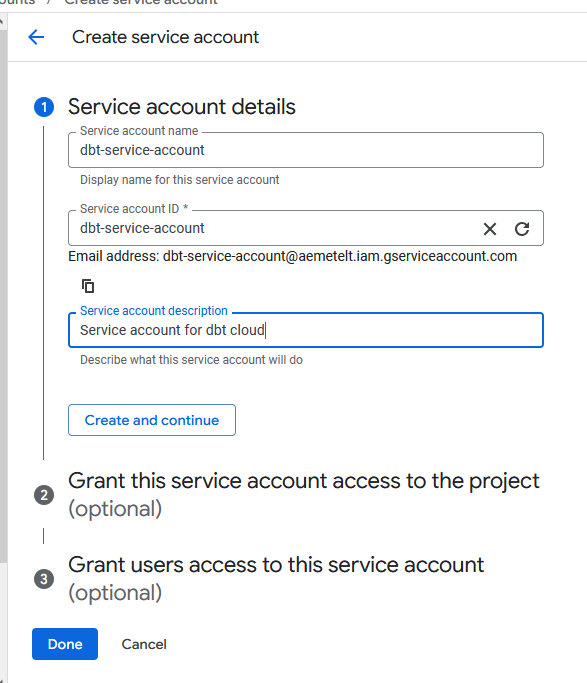 ounts / Create service account
Create service account
1 Service account details
Service account name
dbt-service-account
Display name for this service account
Service account ID *
dbt-service-account
Email address: dbt-service-account@aemetelt.iam.gserviceaccount.com
Service account description
Service account for dbt cloud
Describe what this service account will do
Create and continue
2 Grant this service account access to the project
(optional)
3 Grant users access to this service account
(optional)
Done Cancel